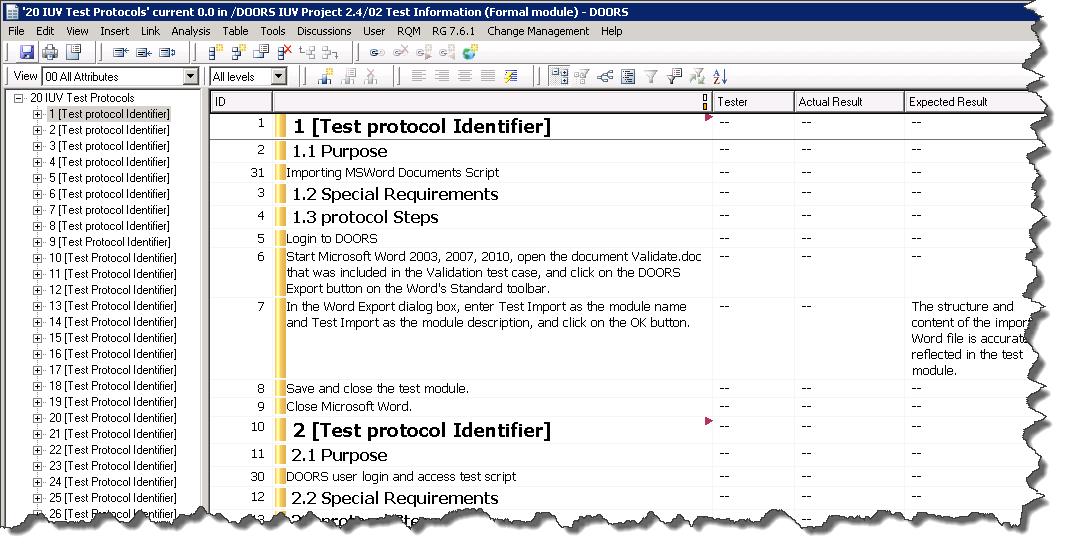 '20 IUV Test Protocols' current 0.0 in /DOORS IUV Project 2.4/02 Test Information (Formal module) - DOORS
File Edit View Insert Link Analysis Table Tools Discussions User RQM RG 7.6.1 Change Management Help
View 00 All Attributes All levels
20 IUV Test Protocols
1 [Test protocol Identifier]
2 [Test protocol Identifier]
3 [Test protocol Identifier]
4 [Test protocol Identifier]
5 [Test protocol Identifier]
6 [Test protocol Identifier]
7 [Test protocol Identifier]
8 [Test protocol Identifier]
9 [Test Protocol Identifier]
10 [Test Protocol Identifier]
11 [Test Protocol Identifier]
12 [Test Protocol Identifier]
13 [Test Protocol Identifier]
14 [Test Protocol Identifier]
15 [Test Protocol Identifier]
16 [Test Protocol Identifier]
17 [Test Protocol Identifier]
18 [Test Protocol Identifier]
19 [Test Protocol Identifier]
20 [Test Protocol Identifier]
21 [Test Protocol Identifier]
22 [Test Protocol Identifier]
23 [Test Protocol Identifier]
24 [Test Protocol Identifier]
25 [Test Protocol Identifier]
26 [Test Protocol Identifier]
ID Tester Actual Result Expected Result
1 1 [Test protocol Identifier] -- -- --
2 1.1 Purpose -- -- --
31 Importing MSWord Documents Script -- -- --
3 1.2 Special Requirements -- -- --
4 1.3 protocol Steps -- -- --
5 Login to DOORS -- -- --
6 Start Microsoft Word 2003, 2007, 2010, open the document Validate.doc -- -- --
that was included in the Validation test case, and click on the DOORS
Export button on the Word's Standard toolbar.
7 In the Word Export dialog box, enter Test Import as the module name -- -- The structure and
and Test Import as the module description, and click on the OK button. content of the impor
Word file is accurate
reflected in the test
module.
8 Save and close the test module. -- -- --
9 Close Microsoft Word. -- -- --
10 2 [Test protocol Identifier] -- -- --
11 2.1 Purpose -- -- --
30 DOORS user login and access test script -- -- --
12 2.2 Special Requirements -- -- --
--